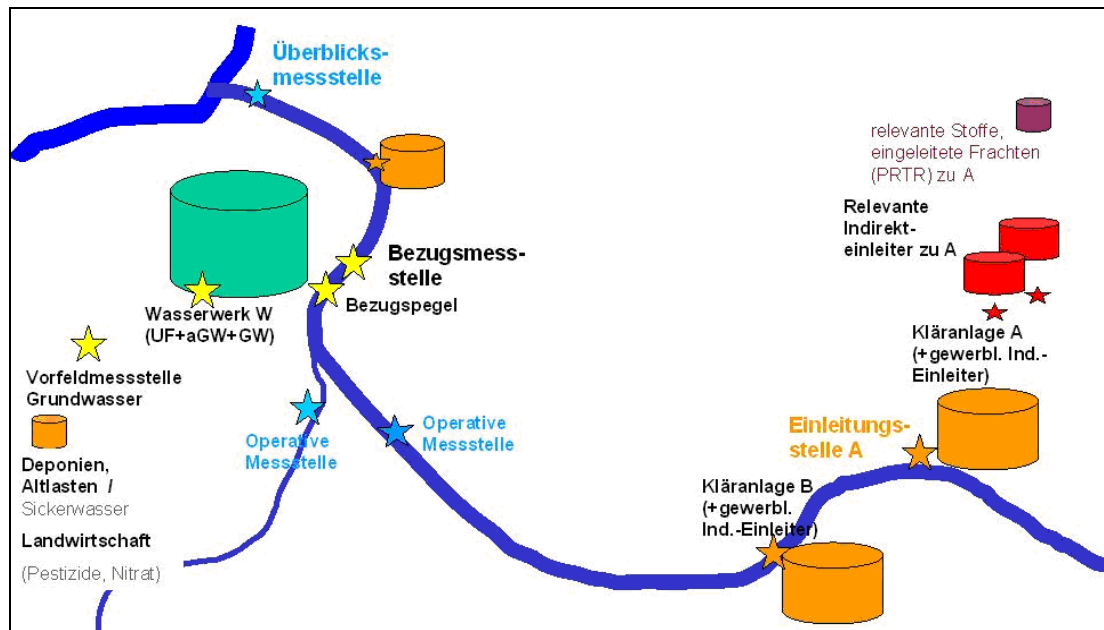 Überblicks-
messstelle
relevante Stoffe,
eingeleitete Frachten
(PRTR) zu A
Relevante
Indirekt-
einleiter zu A
Bezugsmess-
stelle
Bezugspegel
Wasserwerk W
(UF+aGW+GW)
Kläranlage A
(+gewerbl. Ind.-
Einleiter)
Vorfeldmessstelle
Grundwasser
Operative
Messstelle
Operative
Messstelle
Einleitungs-
stelle A
Deponien,
Altlasten /
Sickerwasser
Kläranlage B
(+gewerbl.
Ind.-Einleiter)
Landwirtschaft
(Pestizide, Nitrat)